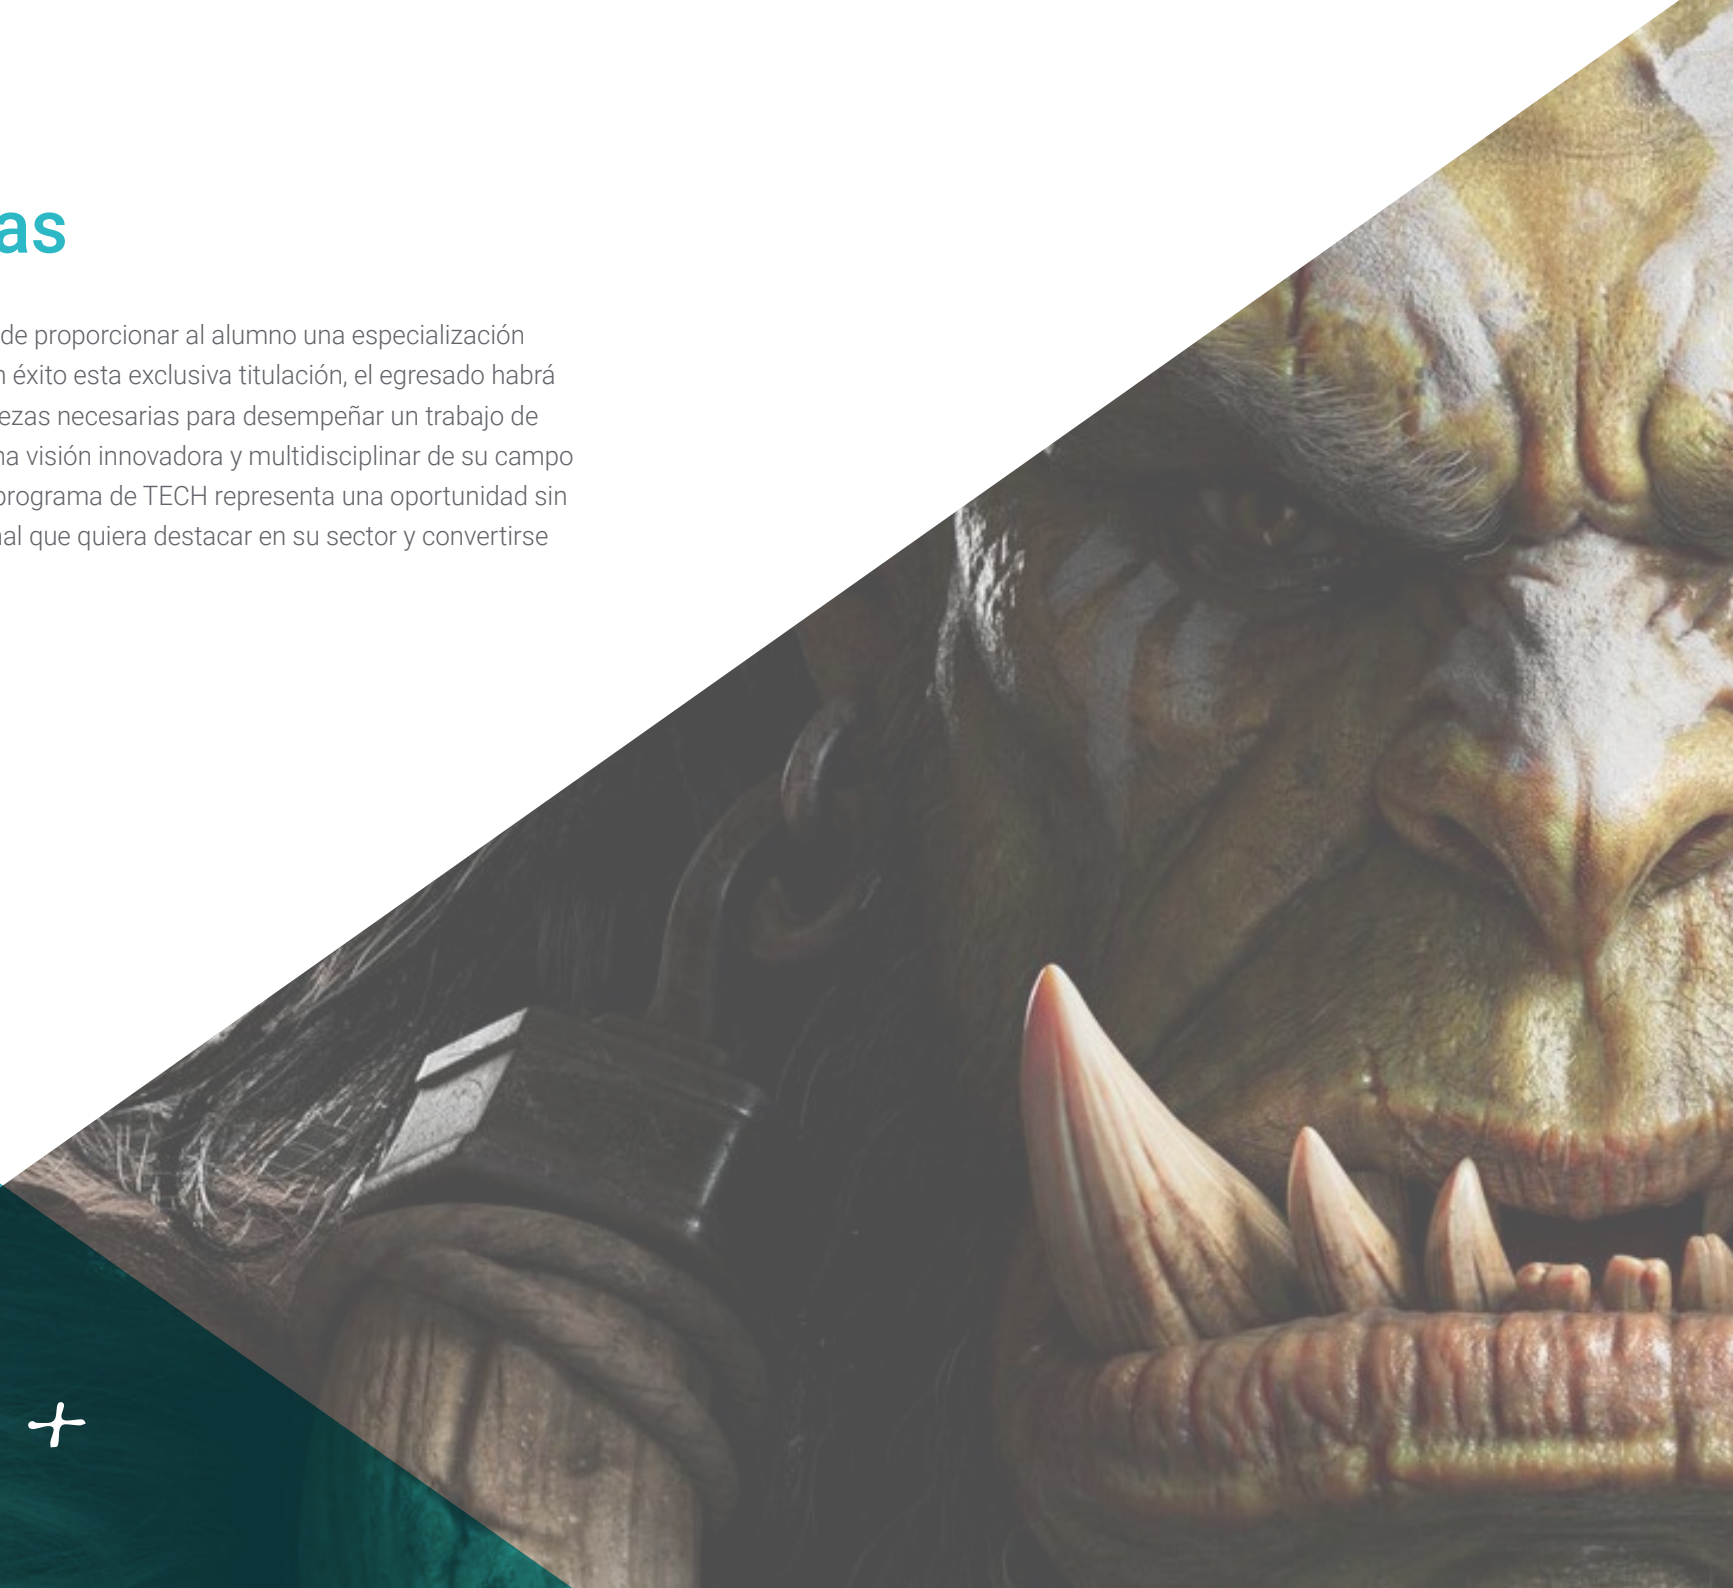 as
de proporcionar al alumno una especialización
éxito esta exclusiva titulación, el egresado habrá
ezas necesarias para desempeñar un trabajo de
na visión innovadora y multidisciplinar de su campo
programa de TECH representa una oportunidad sin
nal que quiera destacar en su sector y convertirse